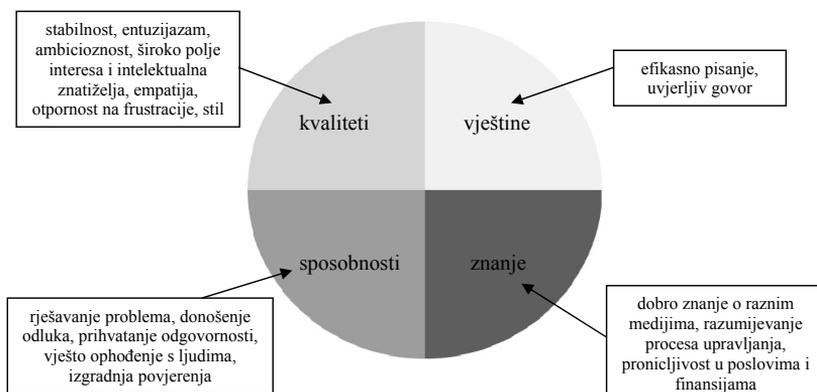 stabilnost, entuzijazam,
ambicioznost, široko polje
interesa i intelektualna
znatiželja, empatija,
otpornost na frustracije, stil
efikasno pisanje,
uvjerljiv govor
kvaliteti
vještine
sposobnosti
znanje
rješavanje problema, donošenje
odluka, prihvatanje odgovornosti,
vješto ophođenje s ljudima,
izgradnja povjerenja
dobro znanje o raznim
medijima, razumijevanje
procesa upravljanja,
pronicljivost u poslovima i
finansijama